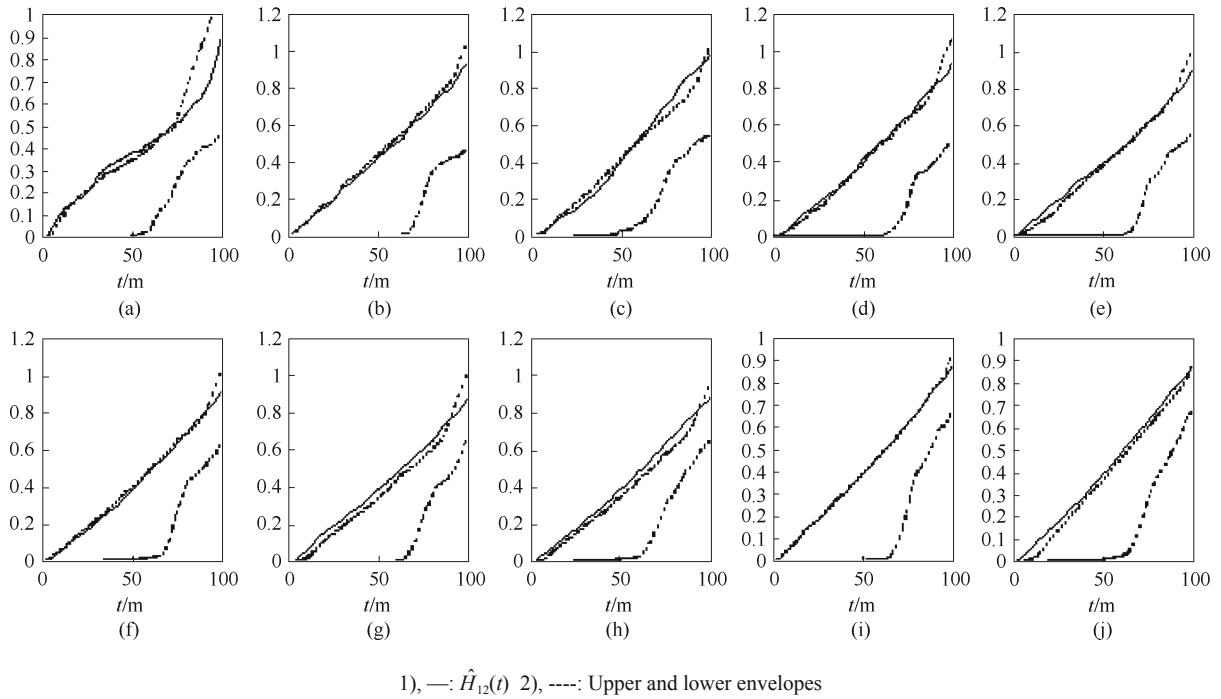 1 1.2 1.2 1.2 1.2
0.9 1 1 1 1
0.8
0.7 0.8 0.8 0.8 0.8
0.6 0.6 0.6 0.6 0.6
0.5
0.4 0.4 0.4 0.4 0.4
0.3
0.2 0.2 0.2 0.2 0.2
0.1
0 0 0 0 0
0 50 100 0 50 100 0 50 100 0 50 100 0 50 100
t/m t/m t/m t/m t/m
(a) (b) (c) (d) (e)
1.2 1.2 1.2 1 1
1 1 1 0.9 0.9
0.8 0.8 0.8 0.8 0.8
0.7 0.7
0.6 0.6 0.6 0.6 0.6
0.5 0.5
0.4 0.4 0.4 0.4 0.4
0.3 0.3
0.2 0.2 0.2 0.2 0.2
0.1 0.1
0 0 0 0 0
0 50 100 0 50 100 0 50 100 0 50 100 0 50 100
t/m t/m t/m t/m t/m
(f) (g) (h) (i) (j)
1), —: Ĥ₁₂(t) 2), ----: Upper and lower envelopes